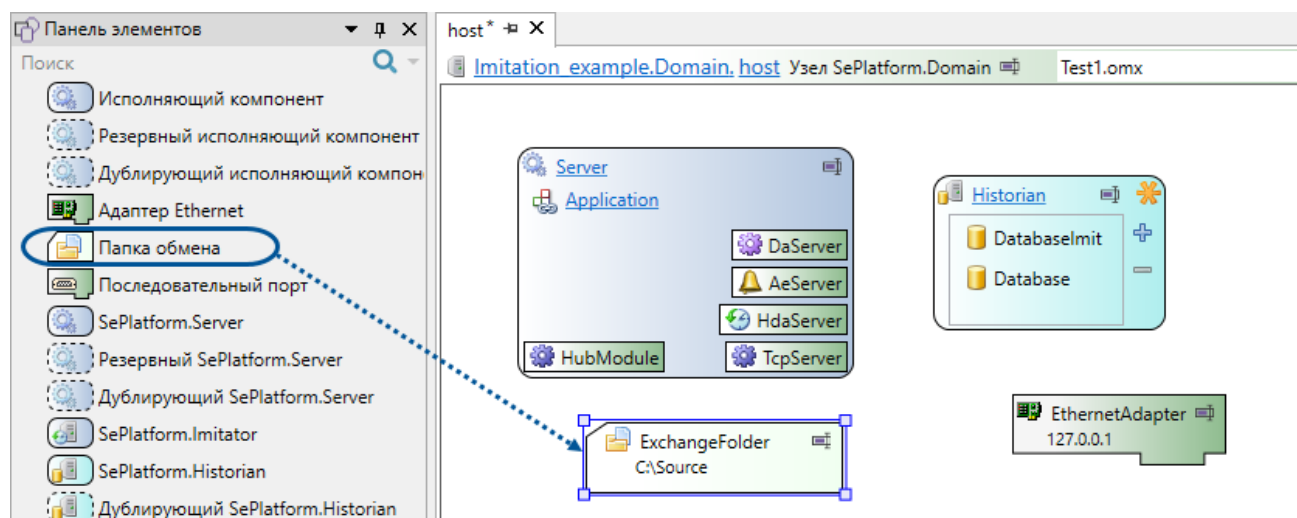 Панель элементов
Поиск
Исполняющий компонент
Резервный исполняющий компонент
Дублирующий исполняющий компон
Адаптер Ethernet
Папка обмена
Последовательный порт
SePlatform.Server
Резервный SePlatform.Server
Дублирующий SePlatform.Server
SePlatform.Imitator
SePlatform.Historian
Дублирующий SePlatform.Historian
host*
Imitation_example.Domain. host Узел SePlatform.Domain Test1.omx
Server
Application
DaServer
AeServer
HdaServer
HubModule TcpServer
Historian
DatabaseImit
Database
ExchangeFolder
C:\Source
EthernetAdapter
127.0.0.1